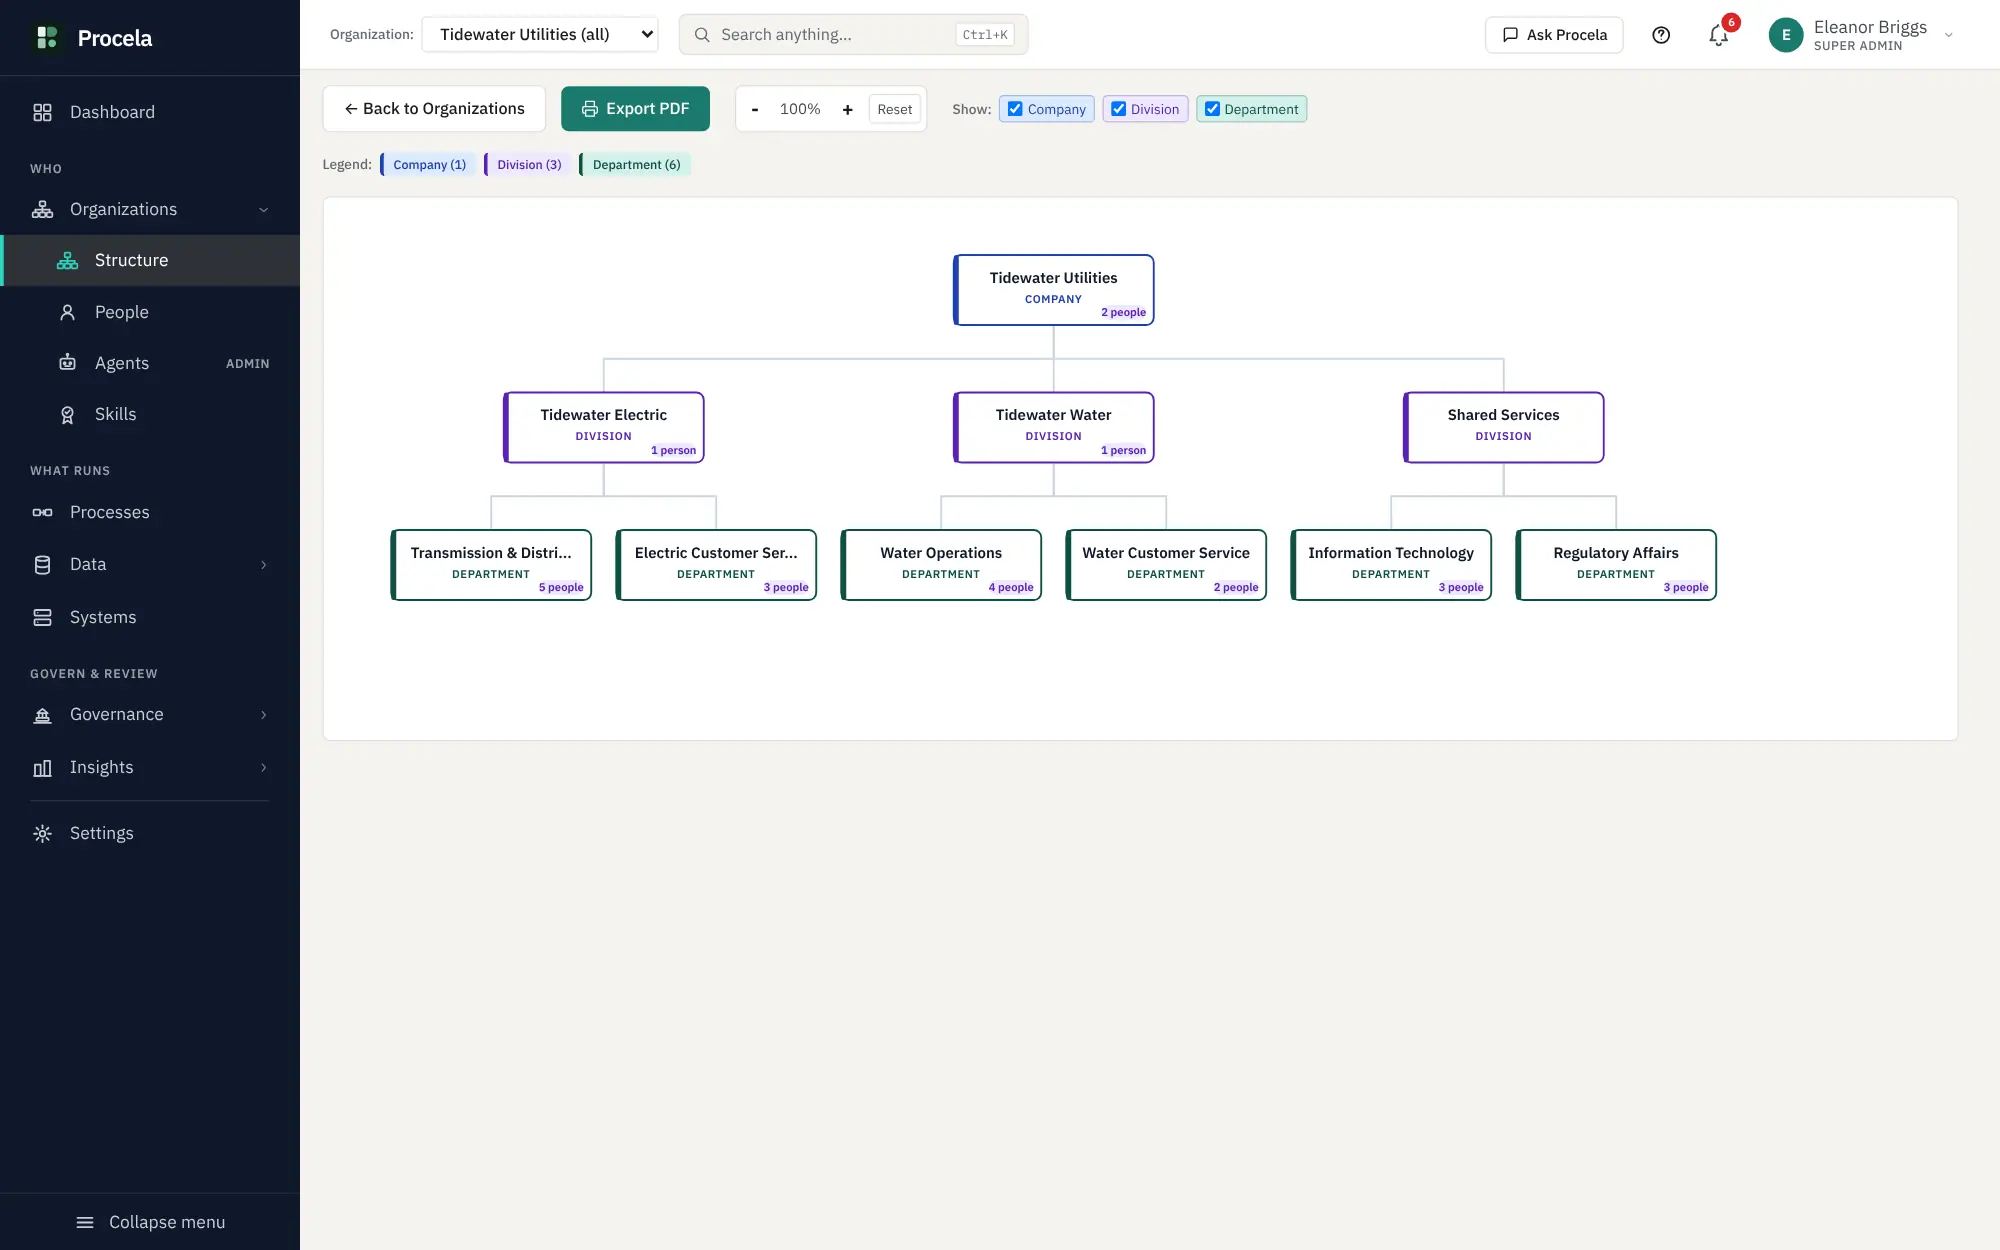 Procela
Organization: Tidewater Utilities (all)
Search anything... Ctrl+K
Ask Procela
6
E
Eleanor Briggs
SUPER ADMIN
Dashboard
WHO
Organizations
Structure
People
Agents ADMIN
Skills
WHAT RUNS
Processes
Data
Systems
GOVERN & REVIEW
Governance
Insights
Settings
Collapse menu
← Back to Organizations
Export PDF
- 100% + Reset
Show: Company Division Department
Legend: Company (1) Division (3) Department (6)
Tidewater Utilities
COMPANY
2 people
Tidewater Electric
DIVISION
1 person
Tidewater Water
DIVISION
1 person
Shared Services
DIVISION
Transmission & Distri...
DEPARTMENT
5 people
Electric Customer Ser...
DEPARTMENT
3 people
Water Operations
DEPARTMENT
4 people
Water Customer Service
DEPARTMENT
2 people
Information Technology
DEPARTMENT
3 people
Regulatory Affairs
DEPARTMENT
3 people